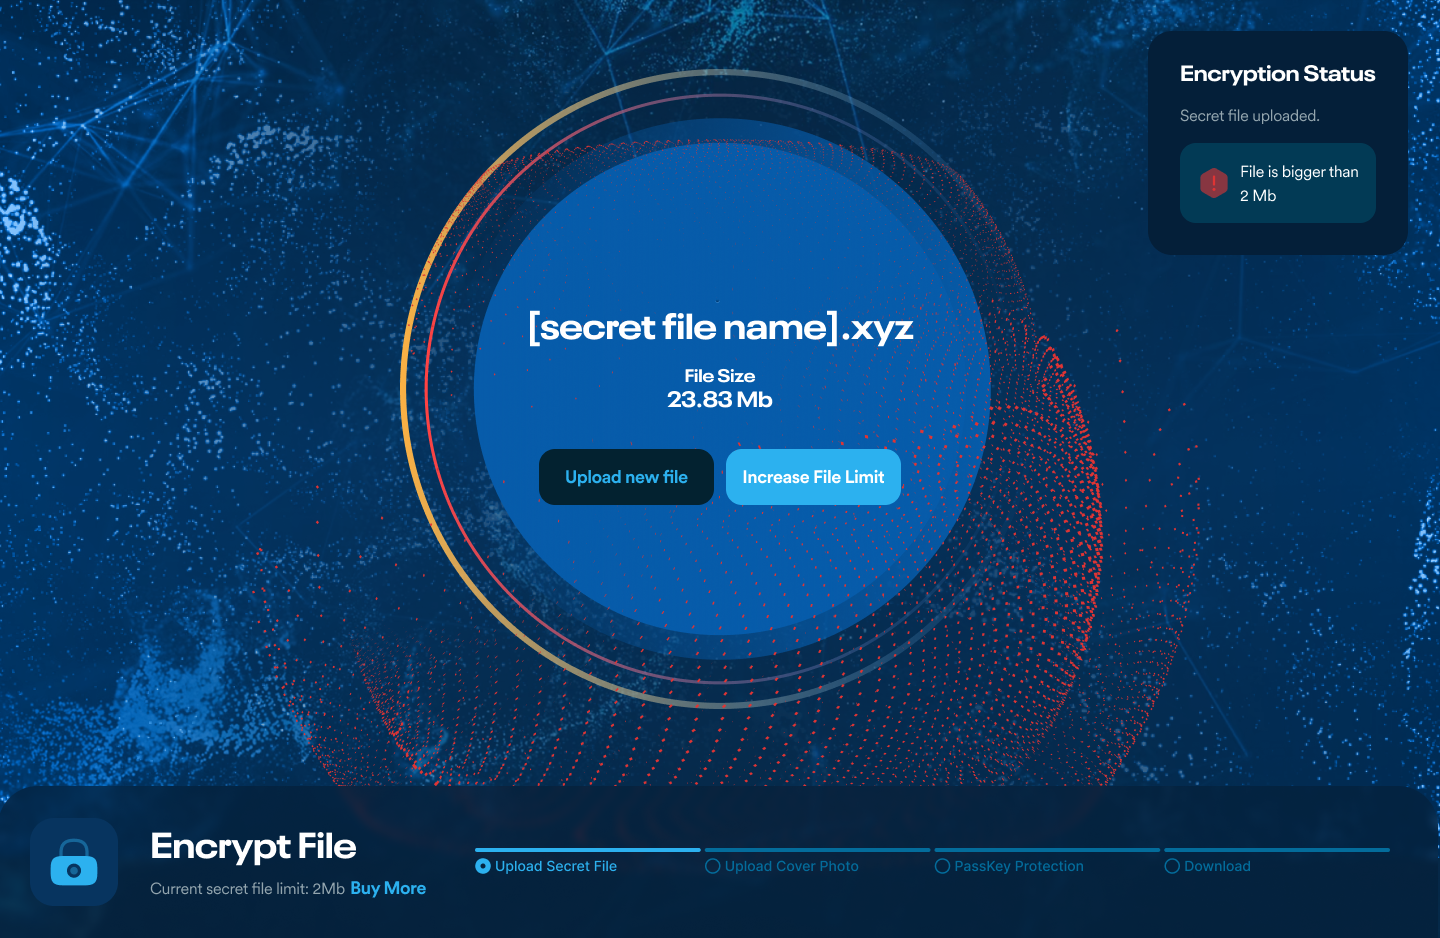 Encryption Status
Secret file uploaded.
File is bigger than
2 Mb
[secret file name].xyz
File Size
23.83 Mb
Upload new file
Increase File Limit
Encrypt File
Current secret file limit: 2Mb Buy More
Upload Secret File
Upload Cover Photo
PassKey Protection
Download